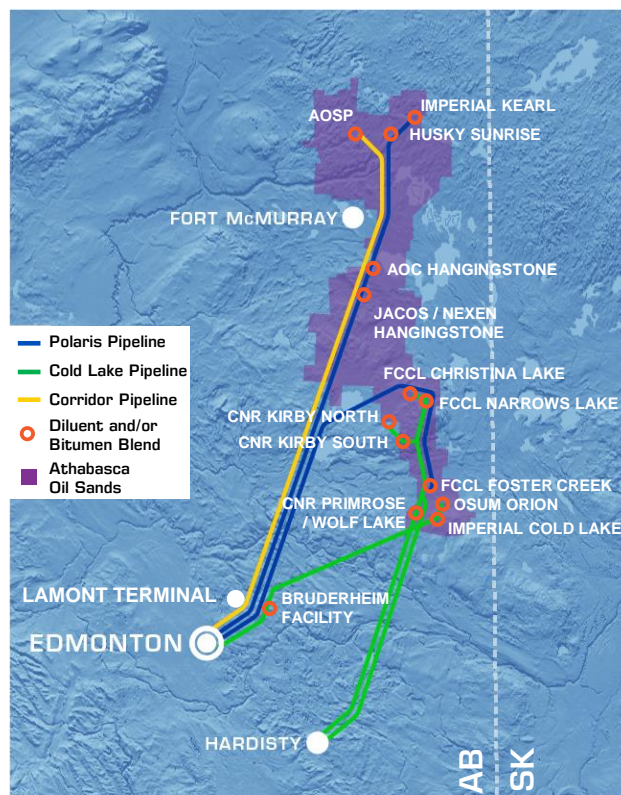 IMPERIAL KEARL
AOSP
HUSKY SUNRISE
FORT McMURRAY
AOC HANGINGSTONE
JACOS / NEXEN
HANGINGSTONE
Polaris Pipeline
Cold Lake Pipeline
Corridor Pipeline
Diluent and/or
Bitumen Blend
Athabasca
Oil Sands
FCCL CHRISTINA LAKE
FCCL NARROWS LAKE
CNR KIRBY NORTH
CNR KIRBY SOUTH
FCCL FOSTER CREEK
OSUM ORION
CNR PRIMROSE
/ WOLF LAKE
IMPERIAL COLD LAKE
LAMONT TERMINAL
BRUDERHEIM
FACILITY
EDMONTON
HARDISTY
AB
SK